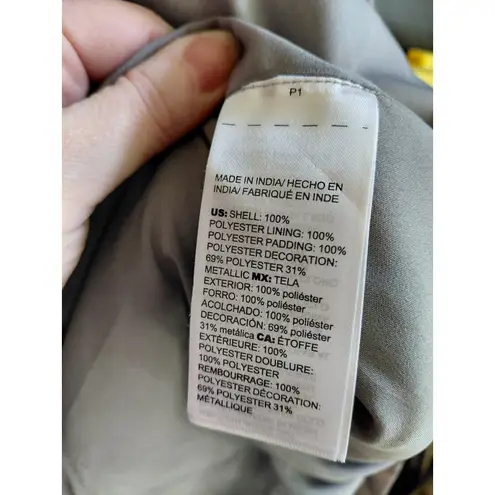 P1
MADE IN INDIA/ HECHO EN
INDIA/ FABRIQUÉ EN INDE
US: SHELL: 100%
POLYESTER LINING: 100%
POLYESTER PADDING: 100%
POLYESTER DECORATION:
69% POLYESTER 31%
METALLIC MX: TELA
EXTERIOR: 100% poliéster
FORRO: 100% poliéster
ACOLCHADO: 100% poliéster
DECORACIÓN: 69% poliéster
31% metálica CA: ÉTOFFE
EXTÉRIEURE: 100%
POLYESTER DOUBLURE:
100% POLYESTER
REMBOURRAGE: 100%
POLYESTER DÉCORATION:
69% POLYESTER 31%
MÉTALLIQUE